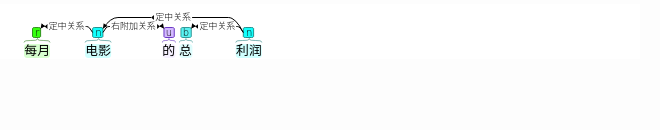 定中关系
定中关系 右附加关系 定中关系
r n u b n
每月 电影 的 总 利润